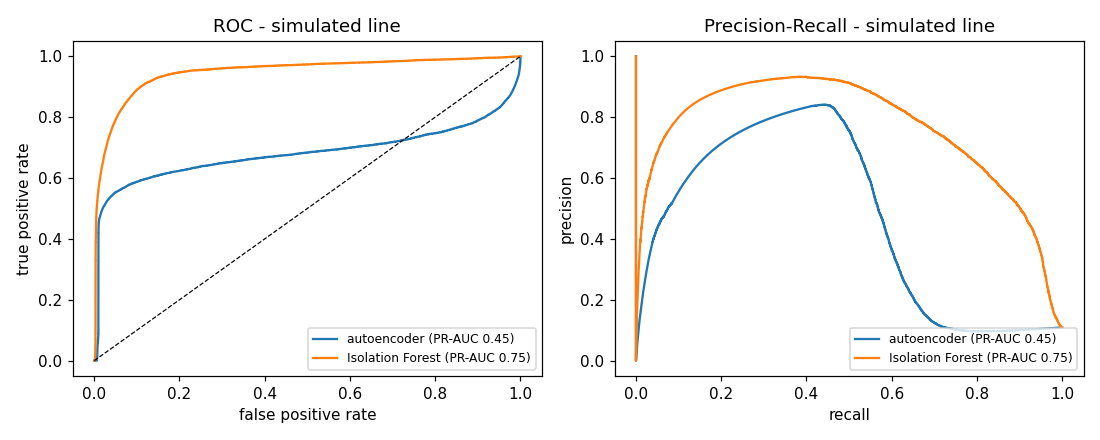 ROC - simulated line
1.0
0.8
0.6
0.4
0.2
0.0
true positive rate
autoencoder (PR-AUC 0.45)
Isolation Forest (PR-AUC 0.75)
0.0 0.2 0.4 0.6 0.8 1.0
false positive rate
Precision-Recall - simulated line
1.0
0.8
0.6
0.4
0.2
0.0
precision
autoencoder (PR-AUC 0.45)
Isolation Forest (PR-AUC 0.75)
0.0 0.2 0.4 0.6 0.8 1.0
recall